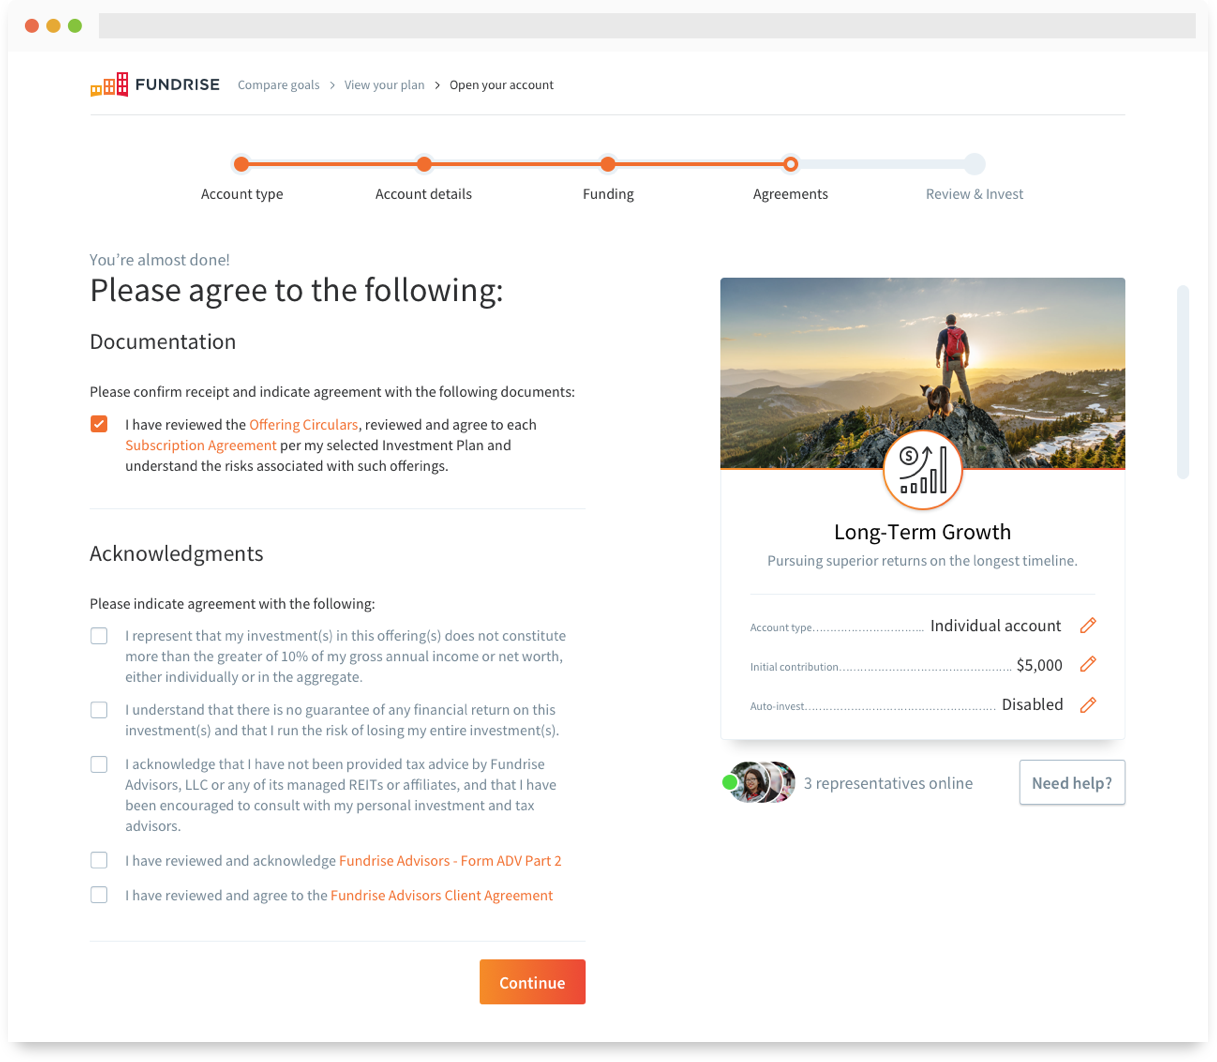 FUNDRISE Compare goals > View your plan > Open your account
Account type Account details Funding Agreements Review & Invest
You're almost done!
Please agree to the following:
Documentation
Please confirm receipt and indicate agreement with the following documents:
I have reviewed the Offering Circulars, reviewed and agree to each
Subscription Agreement per my selected Investment Plan and
understand the risks associated with such offerings.
Acknowledgments
Please indicate agreement with the following:
I represent that my investment(s) in this offering(s) does not constitute
more than the greater of 10% of my gross annual income or net worth,
either individually or in the aggregate.
I understand that there is no guarantee of any financial return on this
investment(s) and that I run the risk of losing my entire investment(s).
I acknowledge that I have not been provided tax advice by Fundrise
Advisors, LLC or any of its managed REITs or affiliates, and that I have
been encouraged to consult with my personal investment and tax
advisors.
I have reviewed and acknowledge Fundrise Advisors - Form ADV Part 2
I have reviewed and agree to the Fundrise Advisors Client Agreement
Continue
$
Long-Term Growth
Pursuing superior returns on the longest timeline.
Account type............................... Individual account
Initial contribution................................................ $5,000
Auto-invest..................................................... Disabled
3 representatives online
Need help?